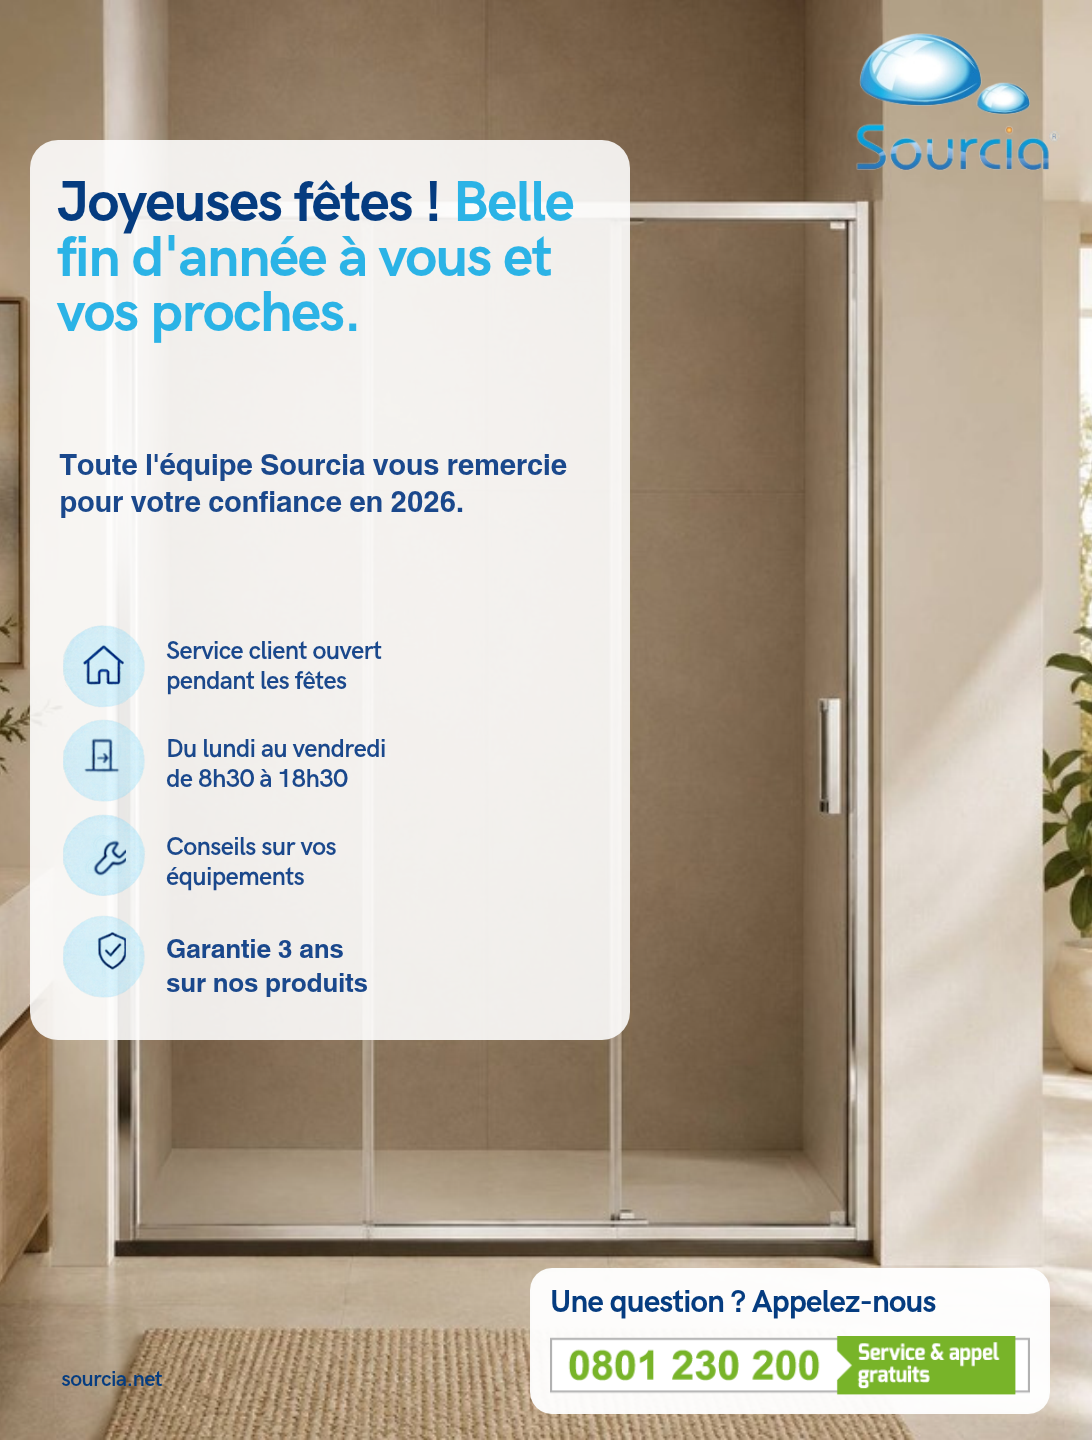 Sourcia
Joyeuses fêtes ! Belle
fin d'année à vous et
vos proches.
Toute l'équipe Sourcia vous remercie
pour votre confiance en 2026.
Service client ouvert
pendant les fêtes
Du lundi au vendredi
de 8h30 à 18h30
Conseils sur vos
équipements
Garantie 3 ans
sur nos produits
Une question ? Appelez-nous
0801 230 200
Service & appel
gratuits
sourcia.net